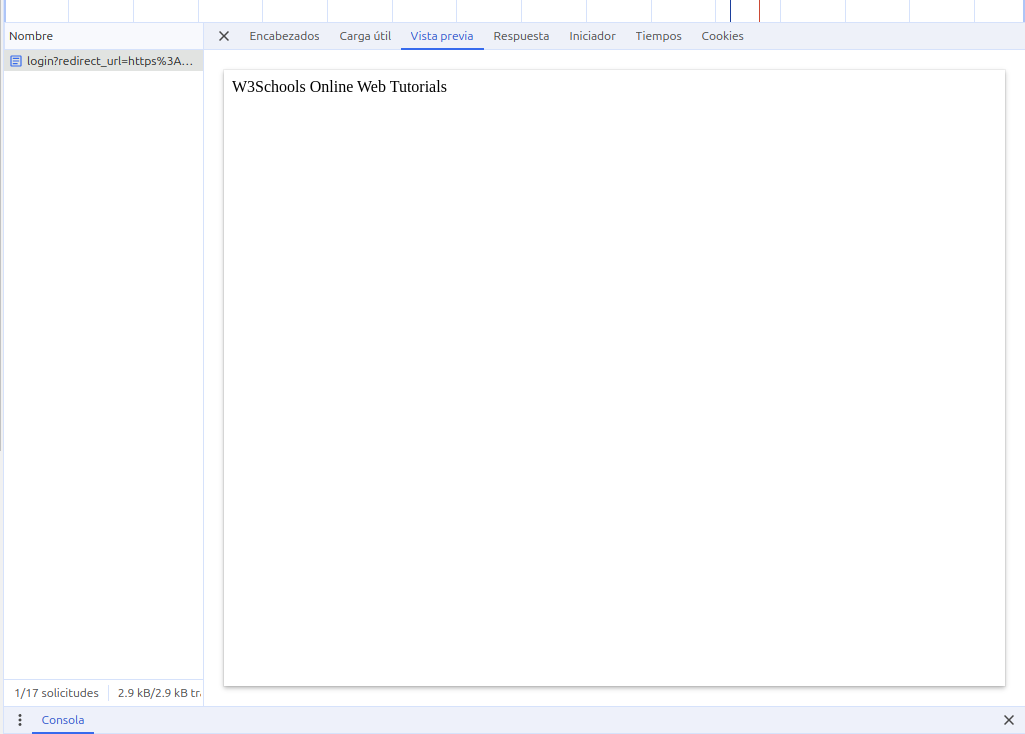 Nombre
Encabezados Carga útil Vista previa Respuesta Iniciador Tiempos Cookies
login?redirect_url=https%3A...
W3Schools Online Web Tutorials
1/17 solicitudes 2.9 kB/2.9 kB tr
Consola